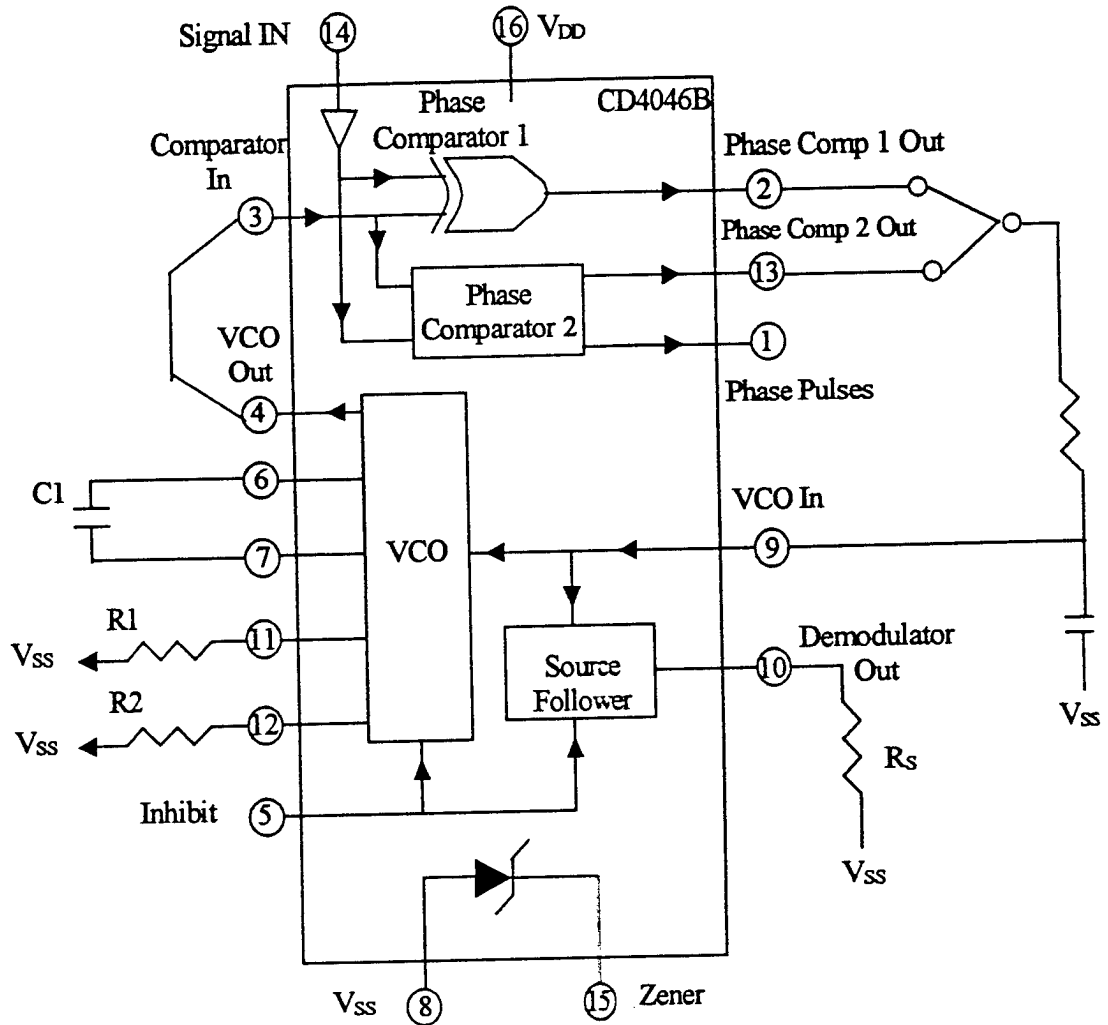 Signal IN
14
16
VDD
CD4046B
Phase
Comparator 1
Comparator
In
3
Phase Comp 1 Out
2
Phase Comp 2 Out
13
Phase
Comparator 2
1
Phase Pulses
VCO
Out
4
6
C1
7
VCO
VCO In
9
R1
11
VSS
R2
12
VSS
Source
Follower
10
Demodulator
Out
VSS
RS
VSS
Inhibit
5
VSS
8
15
Zener